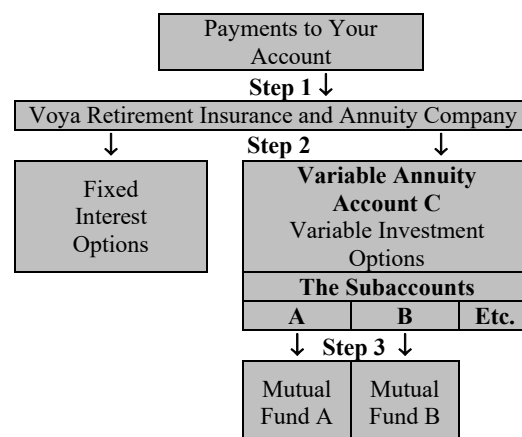 Payments to Your
Account
Step 1 ↓
Voya Retirement Insurance and Annuity Company
↓ Step 2 ↓
Fixed
Interest
Options
Variable Annuity
Account C
Variable Investment
Options
The Subaccounts
A B Etc.
↓ Step 3 ↓
Mutual
Fund A
Mutual
Fund B